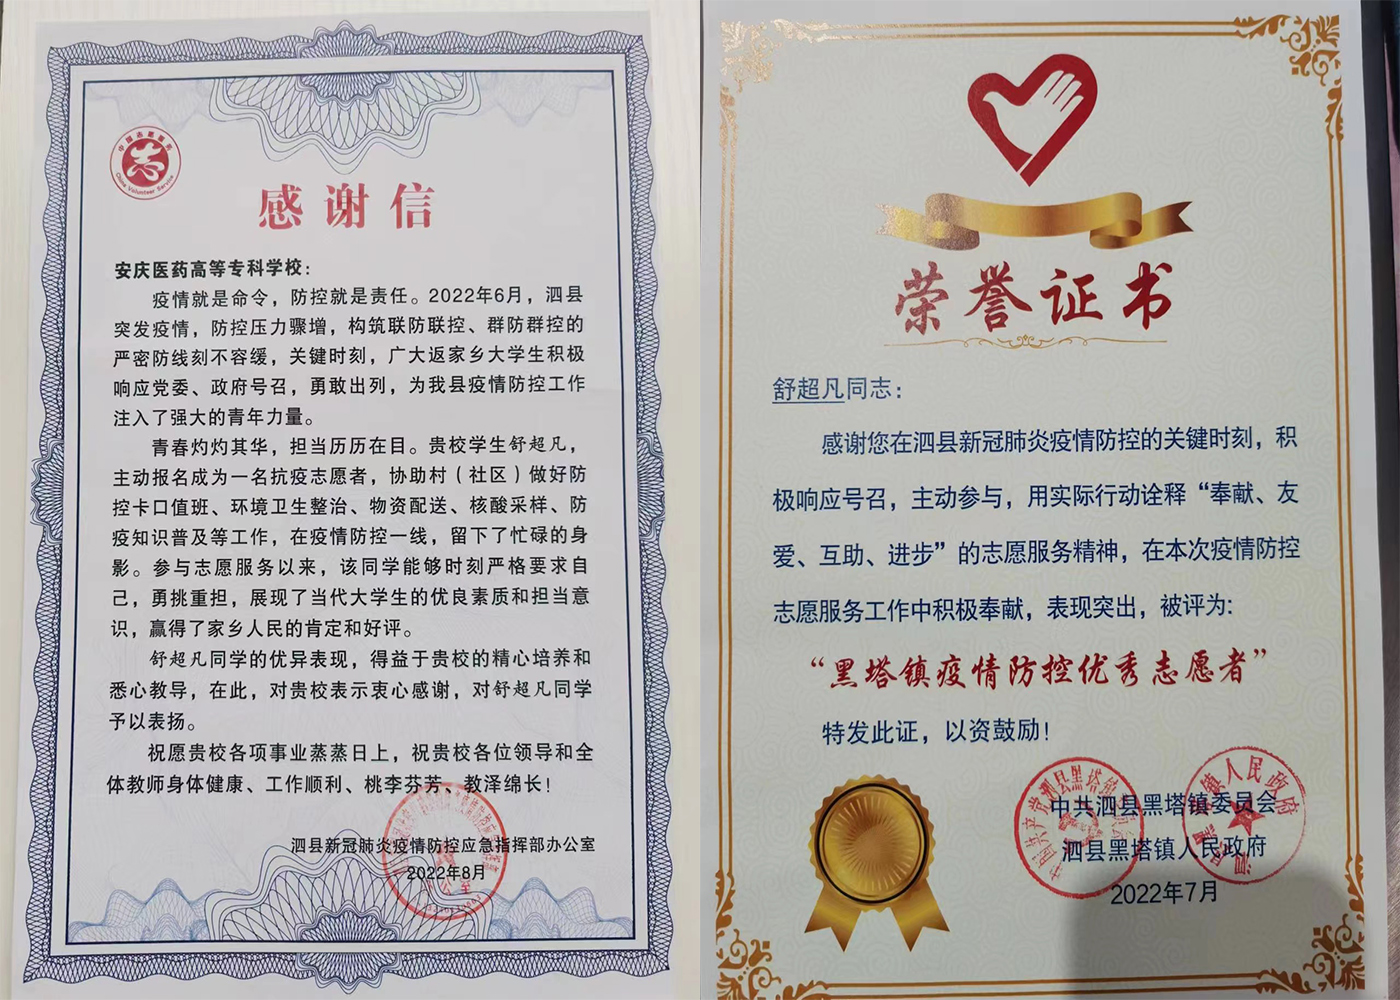 中国志愿服务
志
China Volunteer Service
感谢信
安庆医药高等专科学校：
疫情就是命令，防控就是责任。2022年6月，泗县
突发疫情，防控压力骤增，构筑联防联控、群防群控的
严密防线刻不容缓，关键时刻，广大返家乡大学生积极
响应党委、政府号召，勇敢出列，为我县疫情防控工作
注入了强大的青年力量。
青春灼灼其华，担当历历在目。贵校学生舒超凡，
主动报名成为一名抗疫志愿者，协助村（社区）做好防
控卡口值班、环境卫生整治、物资配送、核酸采样、防
疫知识普及等工作，在疫情防控一线，留下了忙碌的身
影。参与志愿服务以来，该同学能够时刻严格要求自
己，勇挑重担，展现了当代大学生的优良素质和担当意
识，赢得了家乡人民的肯定和好评。
舒超凡同学的优异表现，得益于贵校的精心培养和
悉心教导，在此，对贵校表示衷心感谢，对舒超凡同学
予以表扬。
祝愿贵校各项事业蒸蒸日上，祝贵校各位领导和全
体教师身体健康、工作顺利、桃李芬芳、教泽绵长！
泗县新冠肺炎疫情防控应急指挥部办公室
2022年8月
荣誉证书
舒超凡同志：
感谢您在泗县新冠肺炎疫情防控的关键时刻，积
极响应号召，主动参与，用实际行动诠释“奉献、友
爱、互助、进步”的志愿服务精神，在本次疫情防控
志愿服务工作中积极奉献，表现突出，被评为：
“黑塔镇疫情防控优秀志愿者”
特发此证，以资鼓励！
中共泗县黑塔镇委员会
泗县黑塔镇人民政府
2022年7月